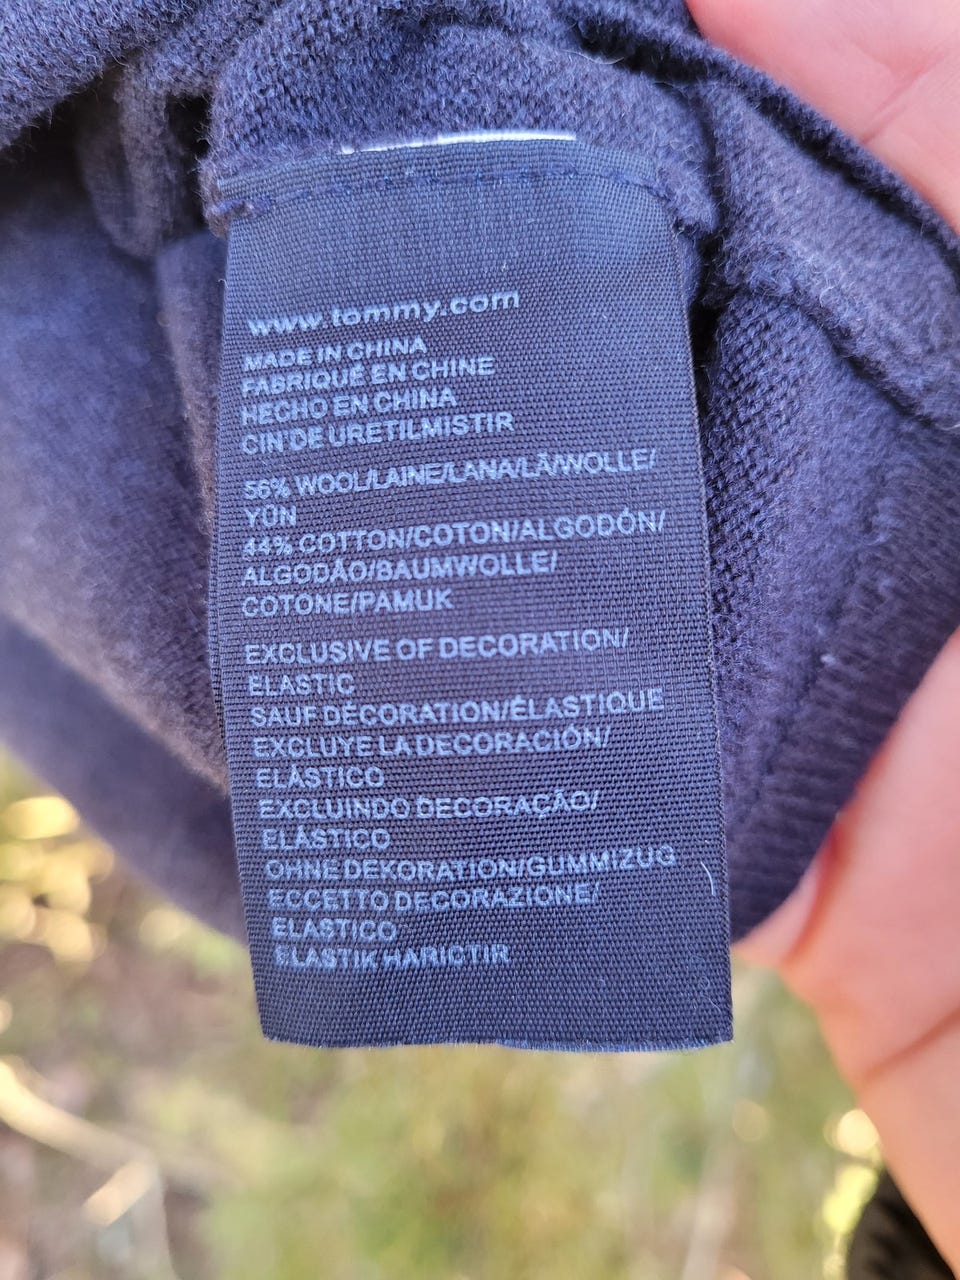 www.tommy.com
MADE IN CHINA
FABRIQUÉ EN CHINE
HECHO EN CHINA
CIN'DE URETILMISTIR
56% WOOL/LAINE/LANA/LÃ/WOLLE/
YÜN
44% COTTON/COTON/ALGODÓN/
ALGODÃO/BAUMWOLLE/
COTONE/PAMUK
EXCLUSIVE OF DECORATION/
ELASTIC
SAUF DÉCORATION/ÉLASTIQUE
EXCLUYE LA DECORACIÓN/
ELÁSTICO
EXCLUINDO DECORAÇÃO/
ELÁSTICO
OHNE DEKORATION/GUMMIZUG
ECCETTO DECORAZIONE/
ELASTICO
ELASTIK HARICTIR